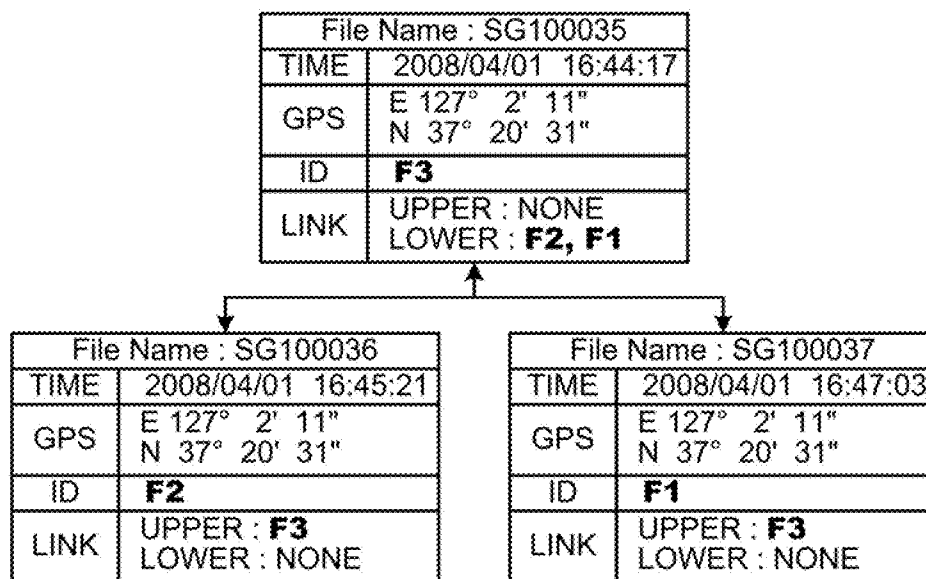 File Name : SG100035
TIME 2008/04/01 16:44:17
GPS E 127° 2' 11"
N 37° 20' 31"
ID F3
LINK UPPER : NONE
LOWER : F2, F1
File Name : SG100036
TIME 2008/04/01 16:45:21
GPS E 127° 2' 11"
N 37° 20' 31"
ID F2
LINK UPPER : F3
LOWER : NONE
File Name : SG100037
TIME 2008/04/01 16:47:03
GPS E 127° 2' 11"
N 37° 20' 31"
ID F1
LINK UPPER : F3
LOWER : NONE